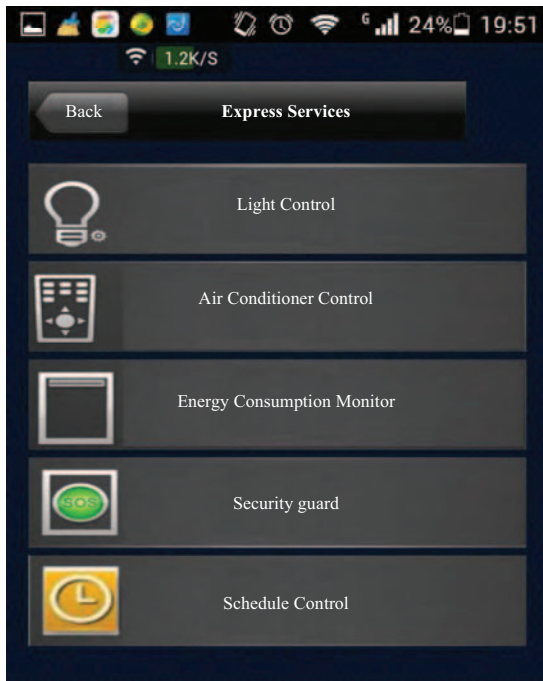 G 24% 19:51
1.2K/S
Back Express Services
Light Control
Air Conditioner Control
Energy Consumption Monitor
SOS Security guard
Schedule Control